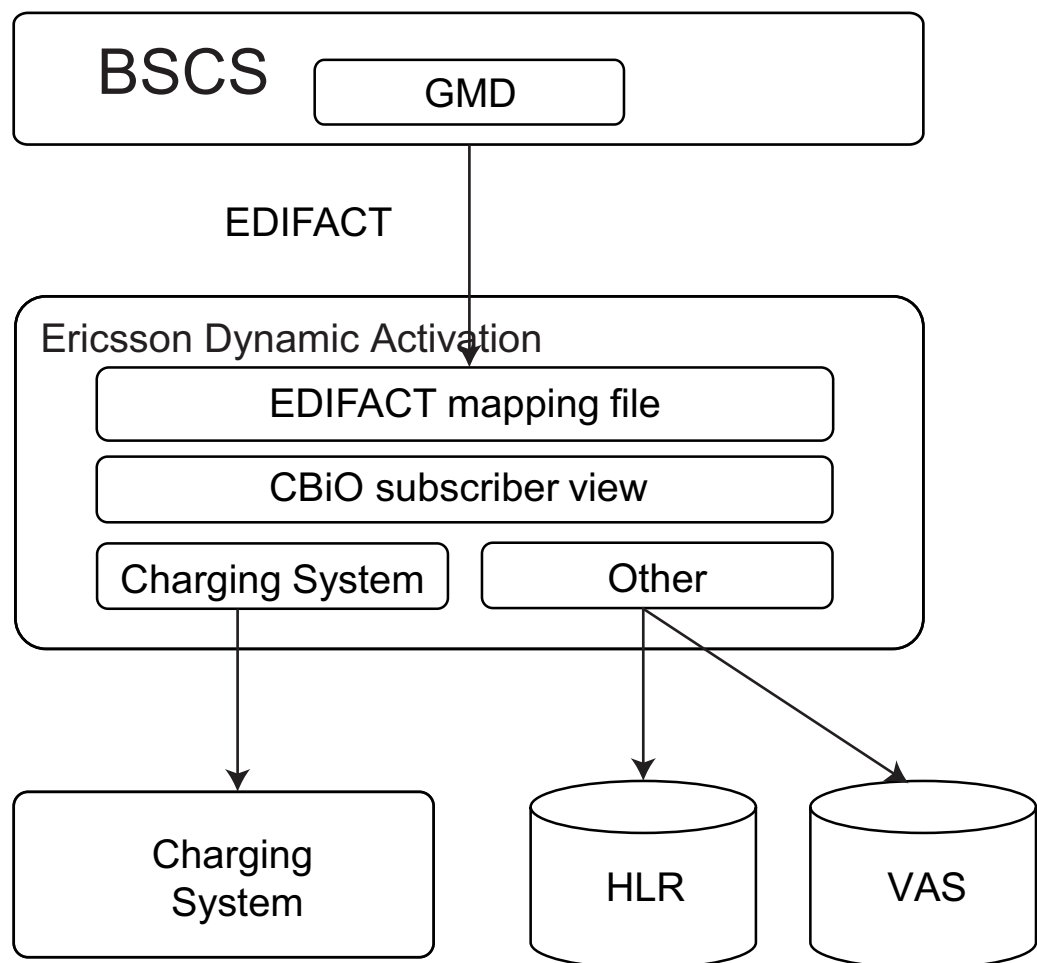 BSCS
GMD
EDIFACT
Ericsson Dynamic Activation
EDIFACT mapping file
CBiO subscriber view
Charging System
Other
Charging
System
HLR
VAS